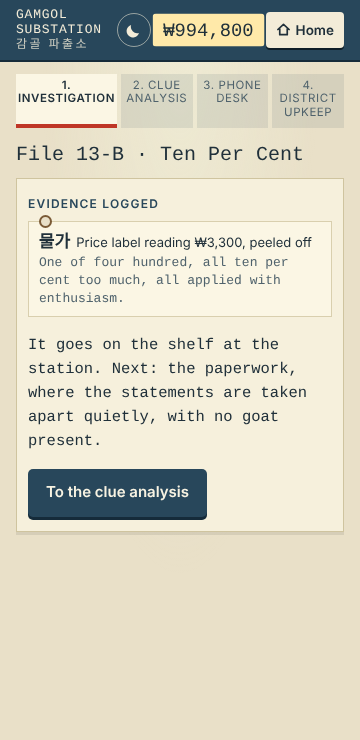 GAMGOL
SUBSTATION
감골 파출소
₩994,800
Home
1.
INVESTIGATION
2. CLUE
ANALYSIS
3. PHONE
DESK
4.
DISTRICT
UPKEEP
File 13-B · Ten Per Cent
EVIDENCE LOGGED
물가 Price label reading ₩3,300, peeled off
One of four hundred, all ten per
cent too much, all applied with
enthusiasm.
It goes on the shelf at the
station. Next: the paperwork,
where the statements are taken
apart quietly, with no goat
present.
To the clue analysis